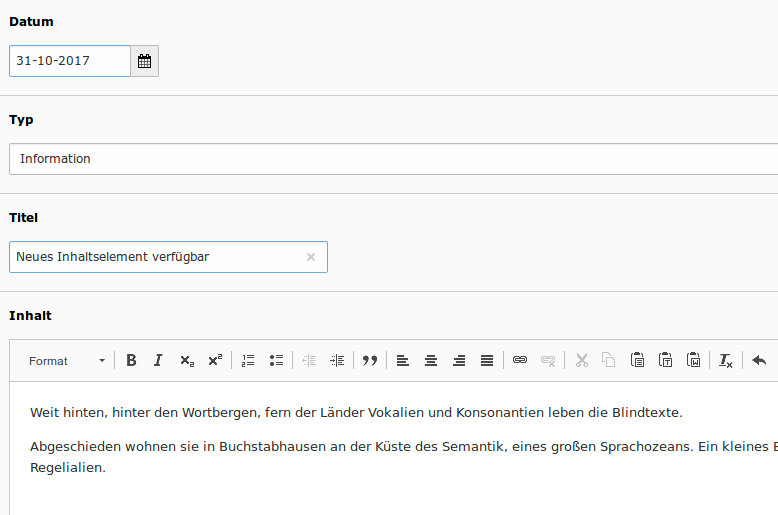 Datum
31-10-2017
Typ
Information
Titel
Neues Inhaltselement verfügbar
Inhalt
Format
Weit hinten, hinter den Wortbergen, fern der Länder Vokalien und Konsonantien leben die Blindtexte.
Abgeschieden wohnen sie in Buchstabhausen an der Küste des Semantik, eines großen Sprachozeans. Ein kleines
Regelialien.